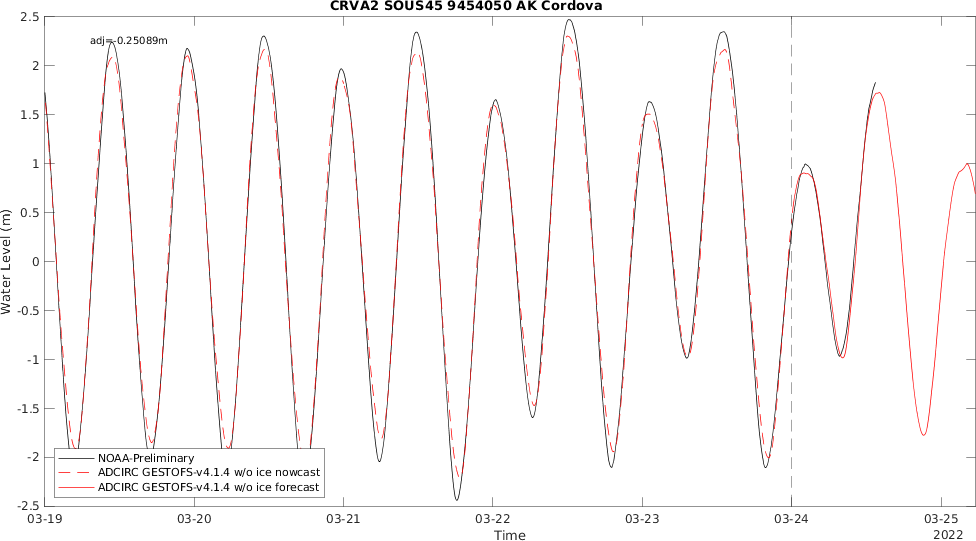 CRVA2 SOUS45 9454050 AK Cordova
adj=-0.25089m
2.5
2
1.5
1
0.5
0
-0.5
-1
-1.5
-2
-2.5
Water Level (m)
NOAA-Preliminary
ADCIRC GESTOFS-v4.1.4 w/o ice nowcast
ADCIRC GESTOFS-v4.1.4 w/o ice forecast
03-19 03-20 03-21 03-22 03-23 03-24 03-25
Time 2022